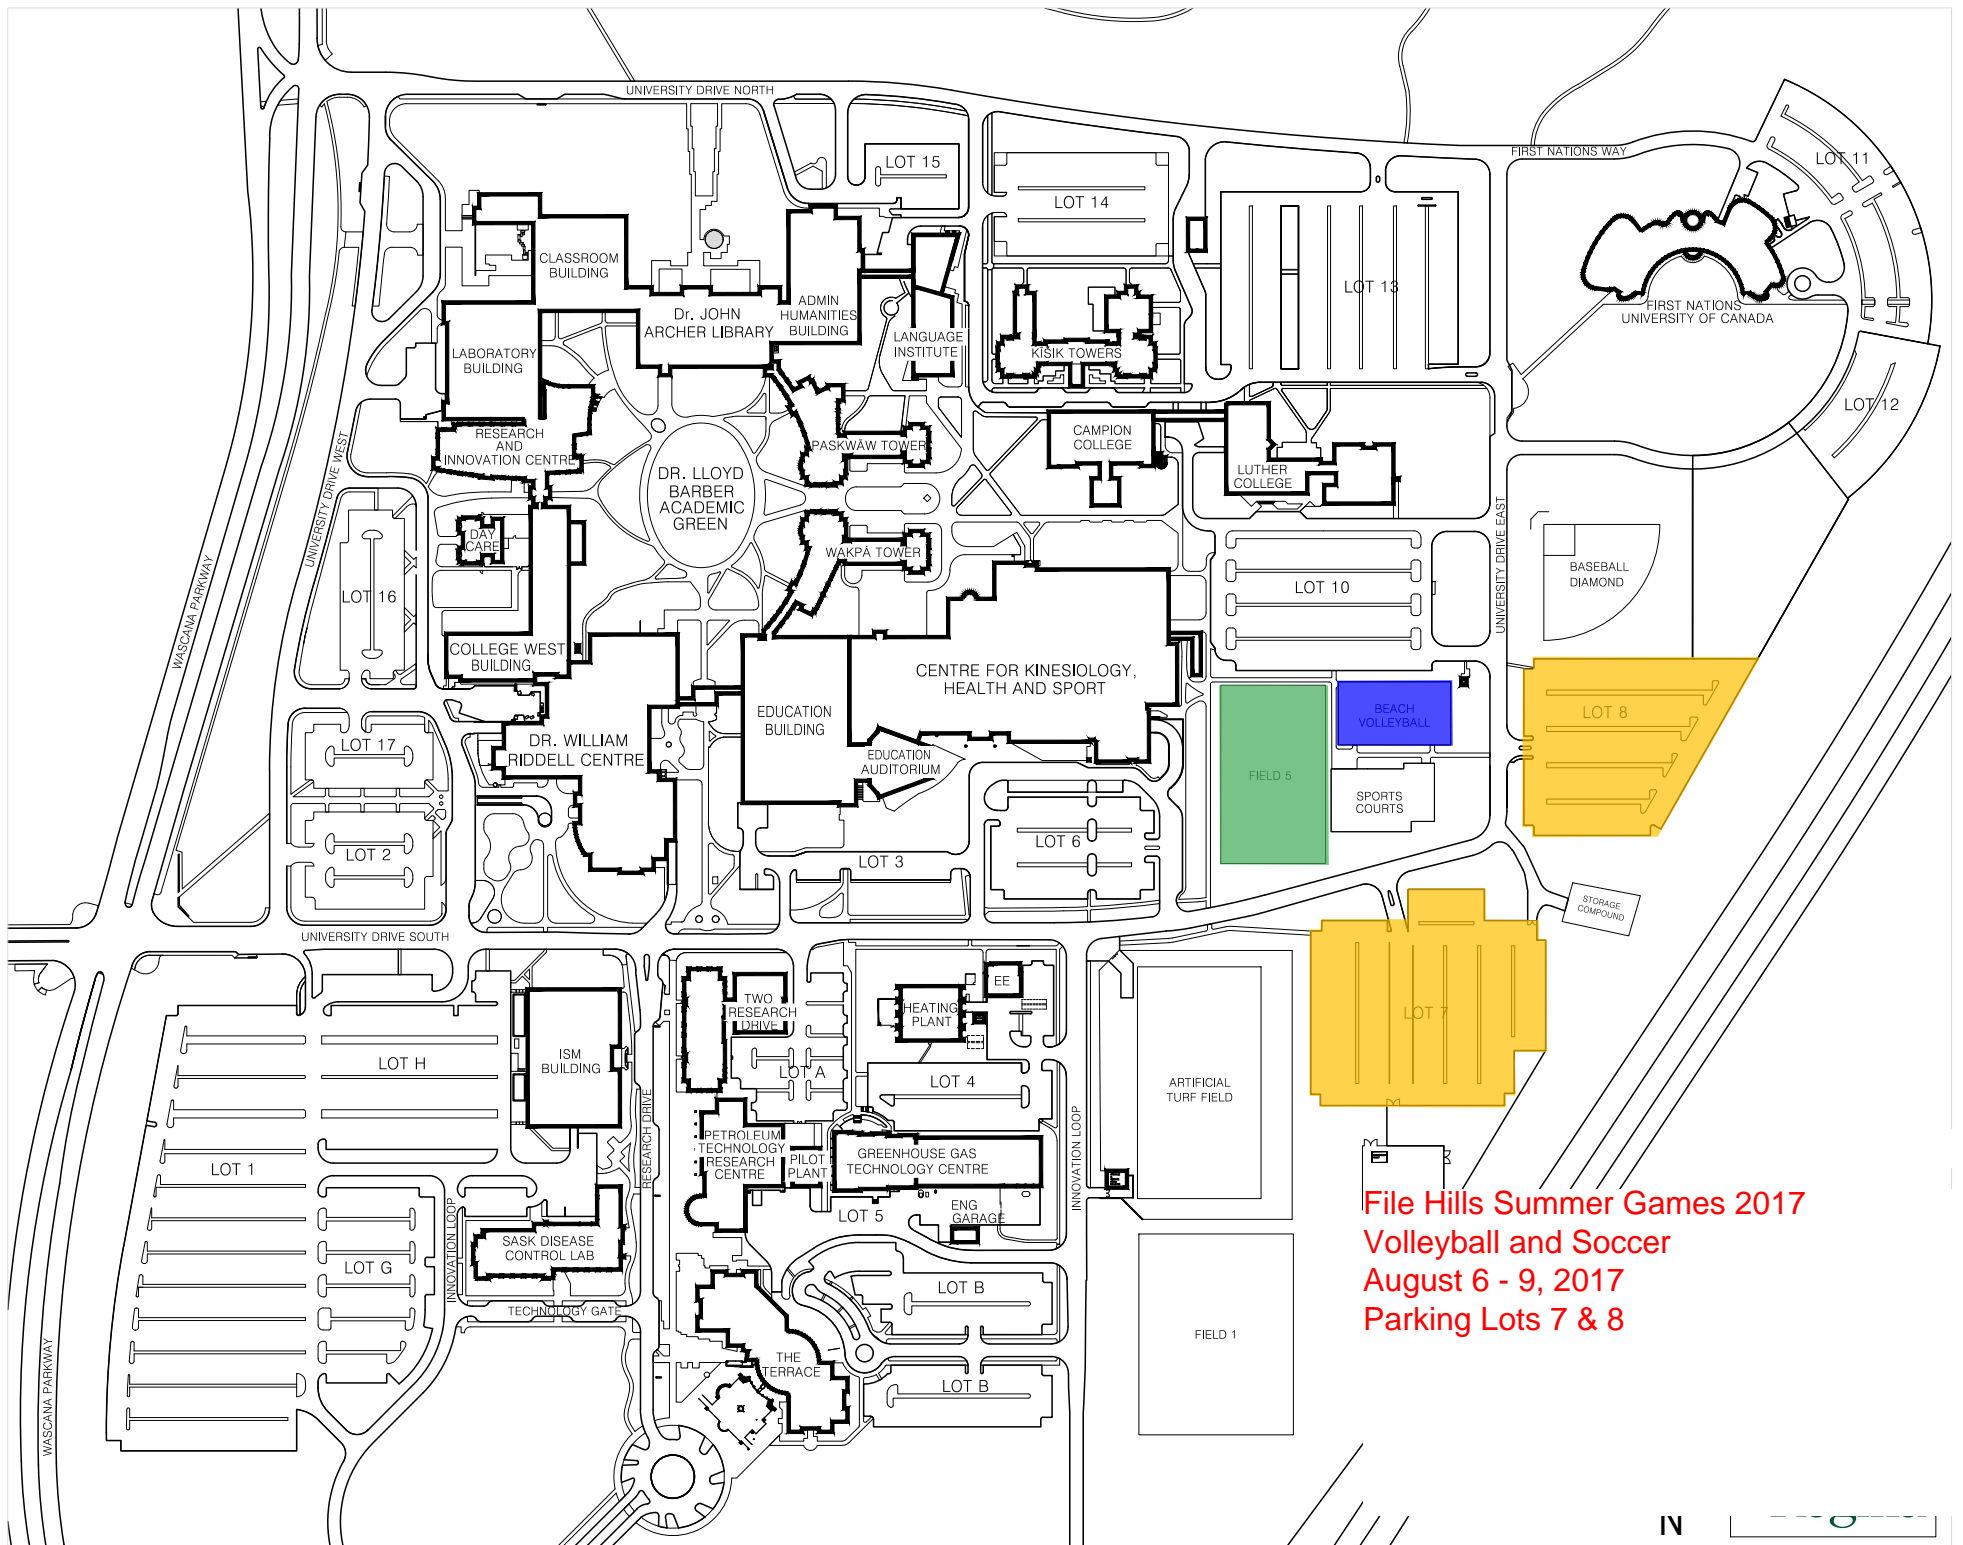 UNIVERSITY DRIVE NORTH
FIRST NATIONS WAY
LOT 15
LOT 11
LOT 14
CLASSROOM
BUILDING
LOT 13
ADMIN
HUMANITIES
BUILDING
Dr. JOHN
ARCHER LIBRARY
FIRST NATIONS
UNIVERSITY OF CANADA
LANGUAGE
INSTITUTE
KĪSIK TOWERS
LABORATORY
BUILDING
LOT 12
RESEARCH
AND
INNOVATION CENTRE
PASKWĀW TOWER
CAMPION
COLLEGE
LUTHER
COLLEGE
DR. LLOYD
BARBER
ACADEMIC
GREEN
UNIVERSITY DRIVE WEST
UNIVERSITY DRIVE EAST
DAY
CARE
WAKPĀ TOWER
BASEBALL
DIAMOND
WASCANA PARKWAY
LOT 16
LOT 10
COLLEGE WEST
BUILDING
CENTRE FOR KINESIOLOGY,
HEALTH AND SPORT
EDUCATION
BUILDING
BEACH
VOLLEYBALL
LOT 8
LOT 17
DR. WILLIAM
RIDDELL CENTRE
EDUCATION
AUDITORIUM
FIELD 5
SPORTS
COURTS
LOT 2
LOT 3
LOT 6
STORAGE
COMPOUND
UNIVERSITY DRIVE SOUTH
TWO
RESEARCH
DRIVE
EE
HEATING
PLANT
LOT 7
ISM
BUILDING
LOT H
LOT A
LOT 4
ARTIFICIAL
TURF FIELD
RESEARCH DRIVE
INNOVATION LOOP
PETROLEUM
TECHNOLOGY
RESEARCH
CENTRE
PILOT
PLANT
GREENHOUSE GAS
TECHNOLOGY CENTRE
LOT 1
LOT 5
ENG
GARAGE
File Hills Summer Games 2017
Volleyball and Soccer
August 6 - 9, 2017
Parking Lots 7 & 8
INNOVATION LOOP
SASK DISEASE
CONTROL LAB
LOT G
LOT B
TECHNOLOGY GATE
FIELD 1
THE
TERRACE
LOT B
WASCANA PARKWAY
N